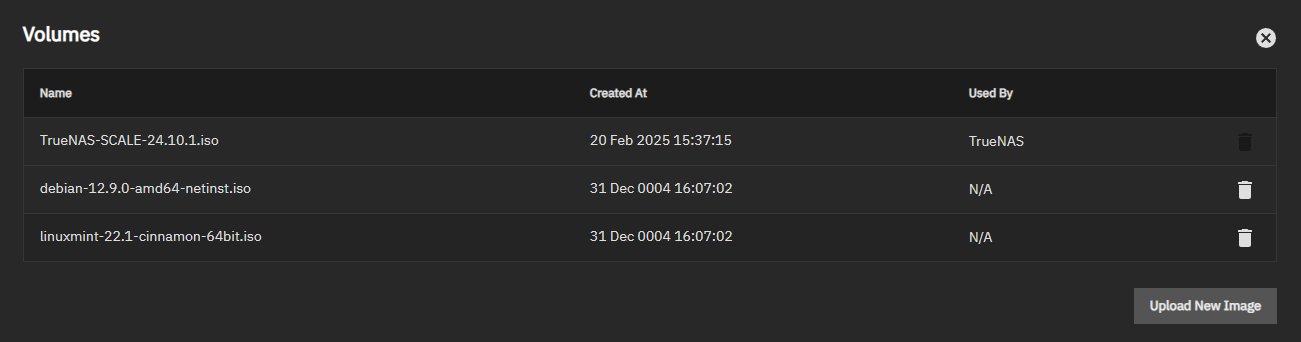 Volumes
Name Created At Used By
TrueNAS-SCALE-24.10.1.iso 20 Feb 2025 15:37:15 TrueNAS
debian-12.9.0-amd64-netinst.iso 31 Dec 0004 16:07:02 N/A
linuxmint-22.1-cinnamon-64bit.iso 31 Dec 0004 16:07:02 N/A
Upload New Image